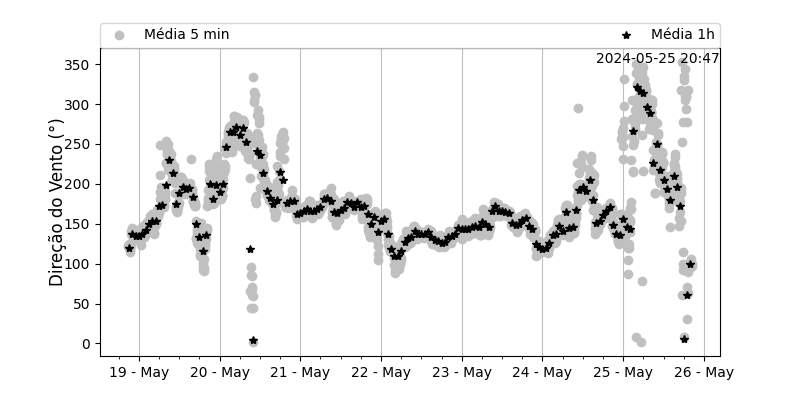 Média 5 min
Média 1h
2024-05-25 20:47
Direção do Vento (°)
350
300
250
200
150
100
50
0
19 - May
20 - May
21 - May
22 - May
23 - May
24 - May
25 - May
26 - May